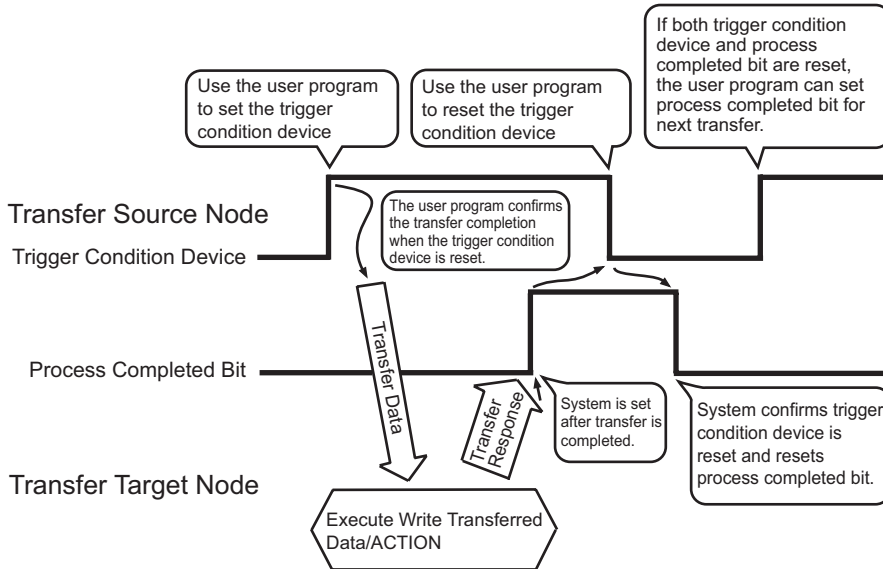 If both trigger condition
device and process
completed bit are reset,
the user program can set
process completed bit for
next transfer.
Use the user program
to set the trigger
condition device
Use the user program
to reset the trigger
condition device
Transfer Source Node
The user program confirms
the transfer completion
when the trigger condition
device is reset.
Trigger Condition Device
Transfer Data
Process Completed Bit
Transfer
Response
System is set
after transfer is
completed.
System confirms trigger
condition device is
reset and resets
process completed bit.
Transfer Target Node
Execute Write Transferred
Data/ACTION